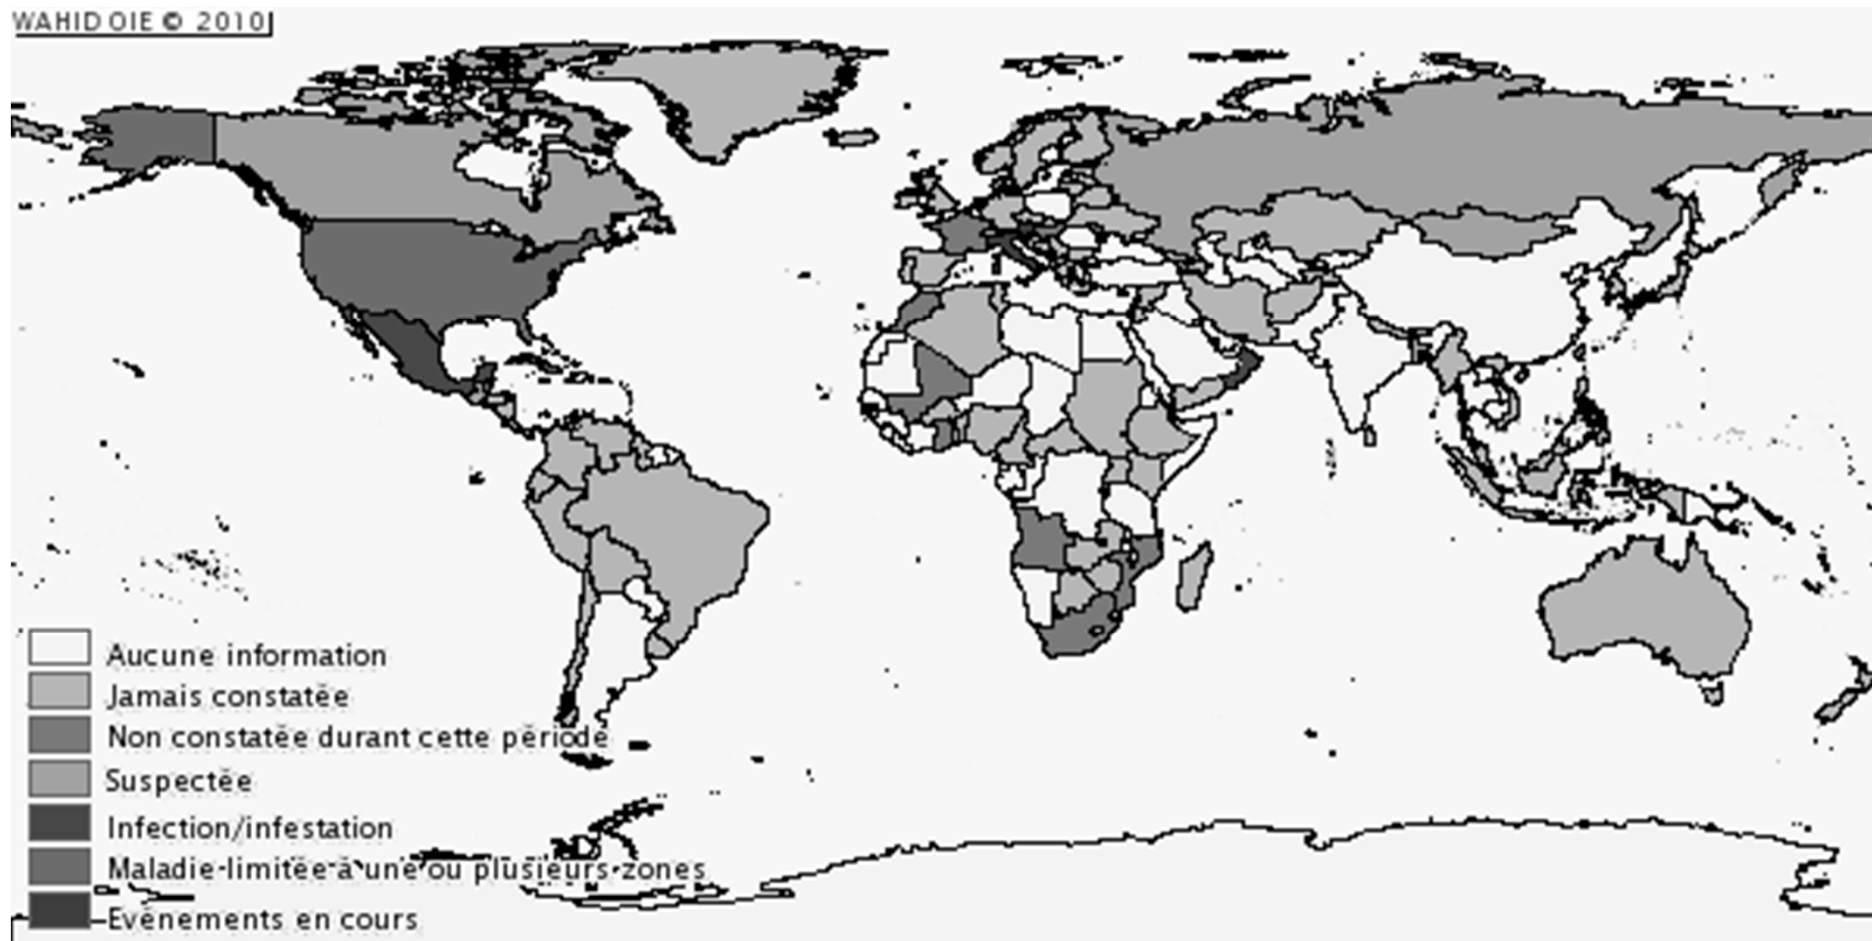 WAHID OIE © 2010
Aucune information
Jamais constatée
Non constatée durant cette période
Suspectée
Infection/infestation
Maladie limitée à une ou plusieurs zones
Evénements en cours